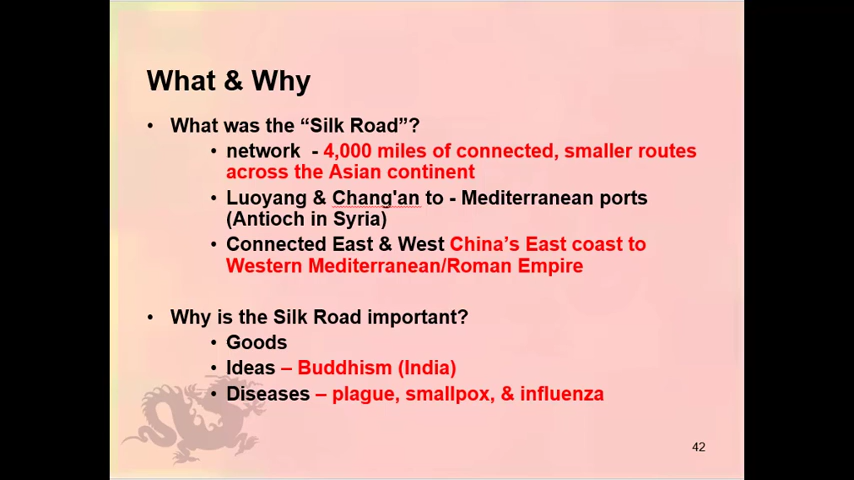 What & Why
• What was the “Silk Road”?
• network - 4,000 miles of connected, smaller routes
across the Asian continent
• Luoyang & Chang'an to - Mediterranean ports
(Antioch in Syria)
• Connected East & West China’s East coast to
Western Mediterranean/Roman Empire
• Why is the Silk Road important?
• Goods
• Ideas – Buddhism (India)
• Diseases – plague, smallpox, & influenza
42